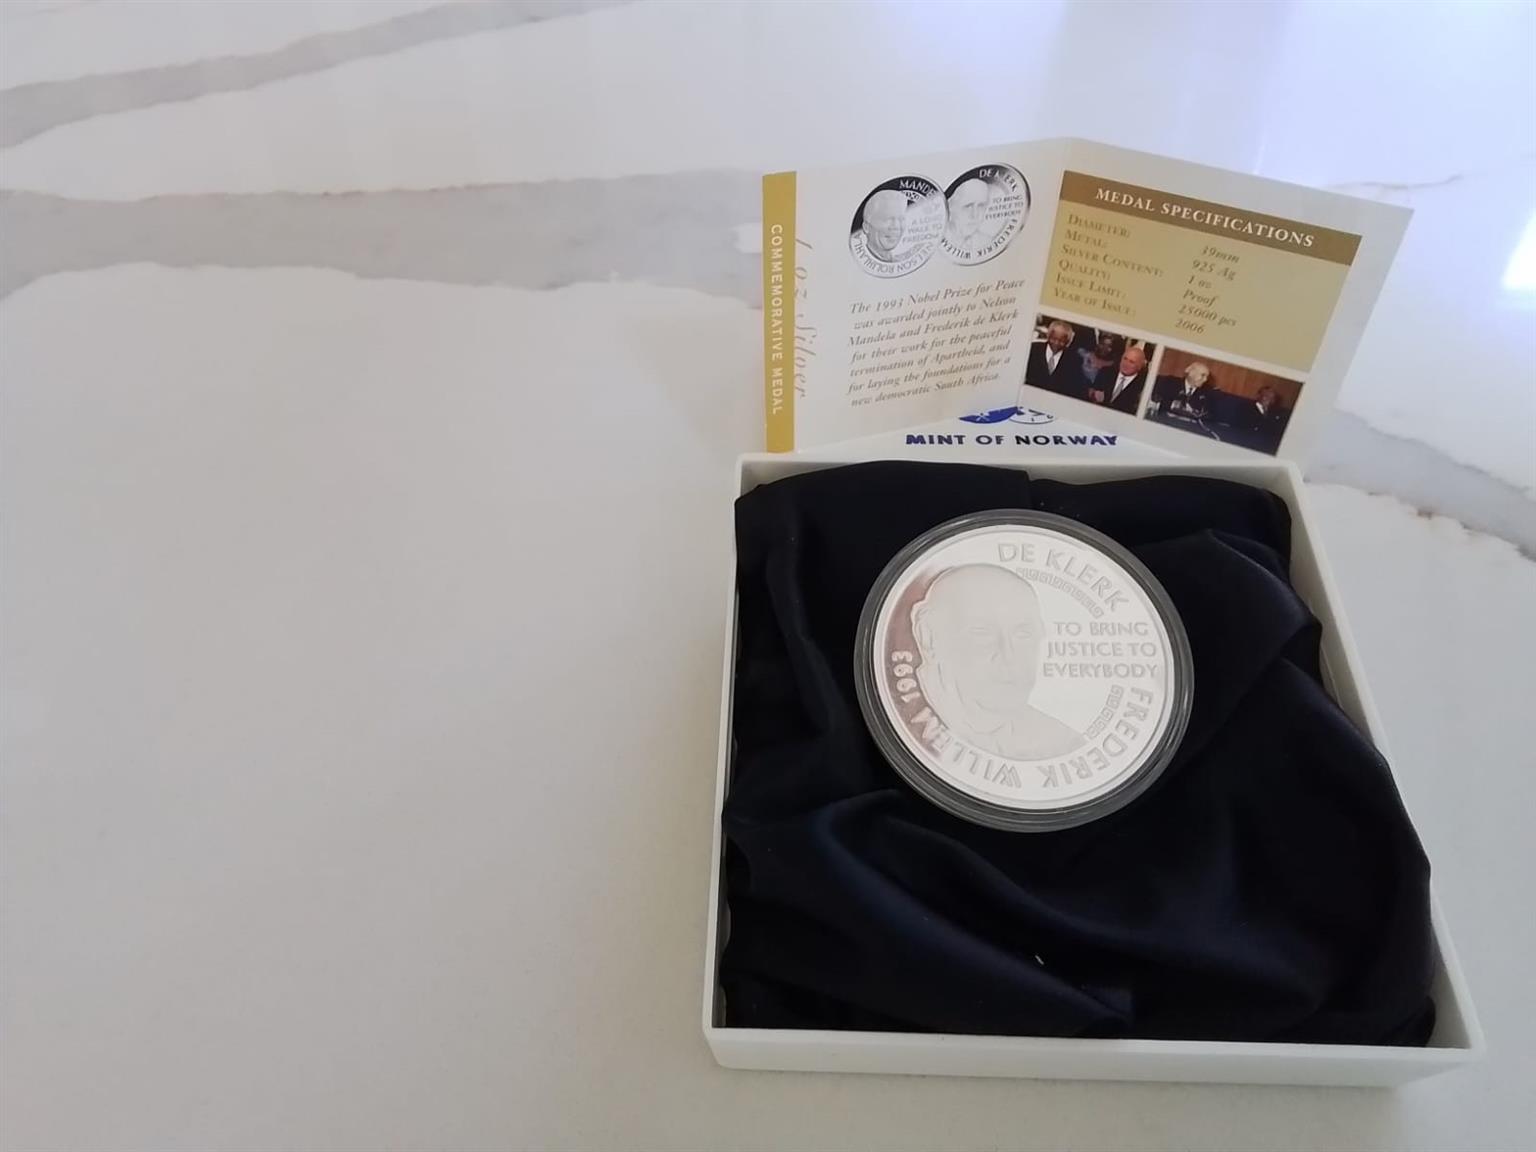 COMMEMORATIVE MEDAL
1 oz Silver
MANDELA
A LONG
WALK TO
FREEDOM
NELSON ROLIHLAHLA
DE KLERK
TO BRING
JUSTICE TO
EVERYBODY
FREDERIK WILLEM
The 1993 Nobel Prize for Peace
was awarded jointly to Nelson
Mandela and Frederik de Klerk
for their work for the peaceful
termination of Apartheid, and
for laying the foundations for a
new democratic South Africa.
MEDAL SPECIFICATIONS
DIAMETER: 39mm
METAL: 925 Ag
SILVER CONTENT: 1 oz
QUALITY: Proof
ISSUE LIMIT: 25000 pcs
YEAR OF ISSUE: 2006
MINT OF NORWAY
DE KLERK
TO BRING
JUSTICE TO
EVERYBODY
FREDERIK WILLEM 1993